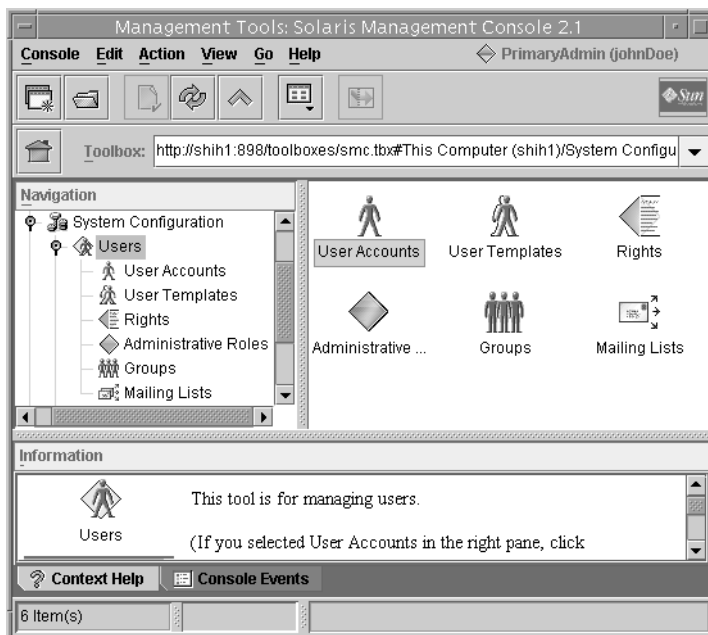 Management Tools: Solaris Management Console 2.1
Console Edit Action View Go Help PrimaryAdmin (johnDoe)
Sun
Toolbox: http://shih1:898/toolboxes/smc.tbx#This Computer (shih1)/System Configu
Navigation
System Configuration
Users
User Accounts
User Templates
Rights
Administrative Roles
Groups
Mailing Lists
User Accounts User Templates Rights
Administrative ... Groups Mailing Lists
Information
Users
This tool is for managing users.
(If you selected User Accounts in the right pane, click
Context Help Console Events
6 Item(s)